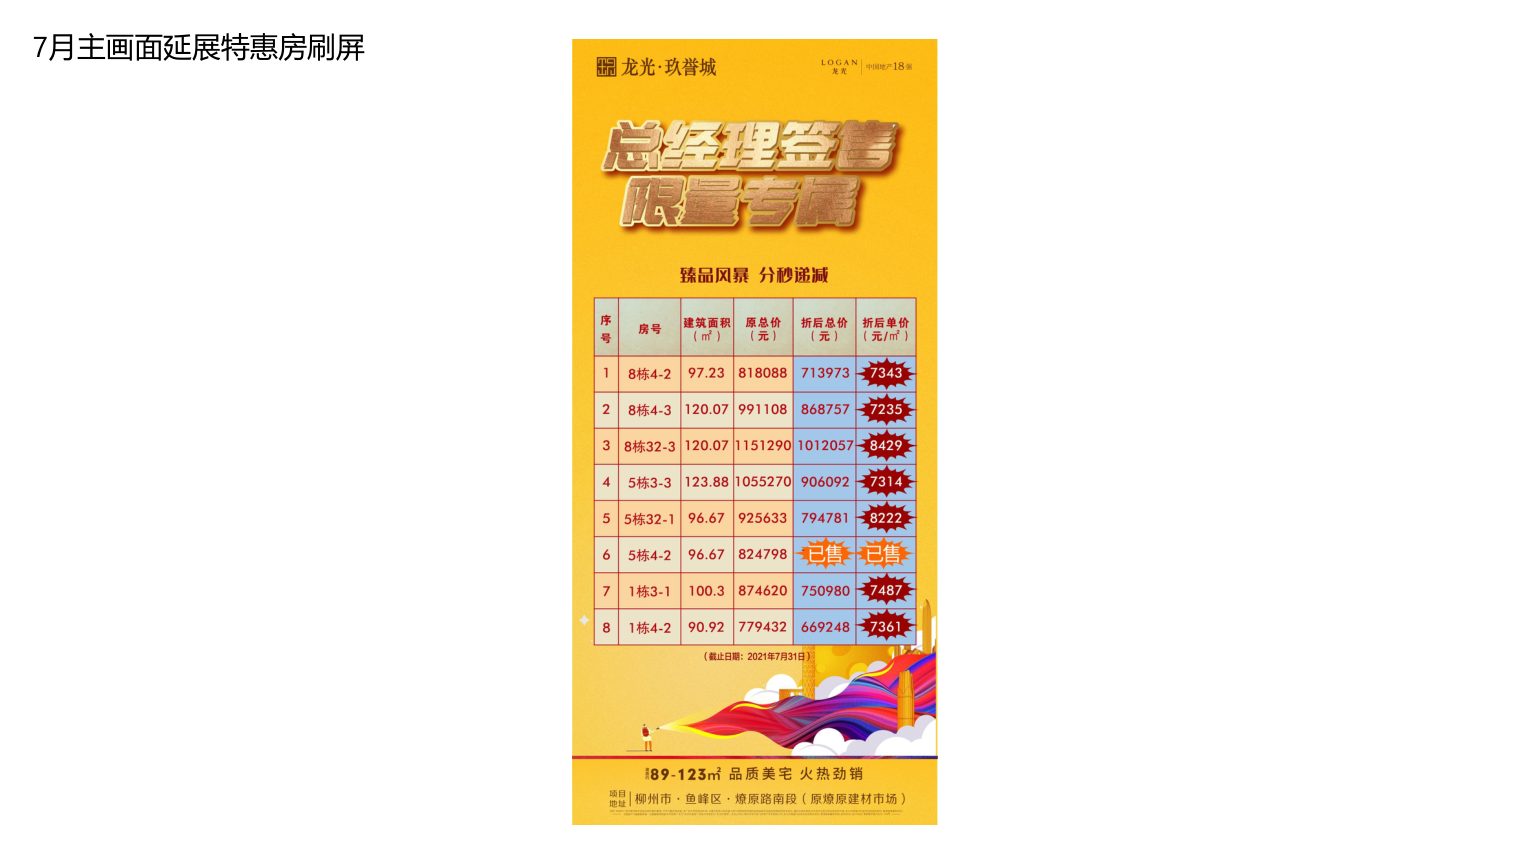 7月主画面延展特惠房刷屏
龙光·玖誉城
LOGAN 龙光 中国地产18强
总经理签售
限量专属
臻品风暴 分秒递减
序号 房号 建筑面积（㎡） 原总价（元） 折后总价（元） 折后单价（元/㎡）
1 8栋4-2 97.23 818088 713973 7343
2 8栋4-3 120.07 991108 868757 7235
3 8栋32-3 120.07 1151290 1012057 8429
4 5栋3-3 123.88 1055270 906092 7314
5 5栋32-1 96.67 925633 794781 8222
6 5栋4-2 96.67 824798 已售 已售
7 1栋3-1 100.3 874620 750980 7487
8 1栋4-2 90.92 779432 669248 7361
（截止日期：2021年7月31日）
89-123㎡ 品质美宅 火热劲销
项目地址 柳州市·鱼峰区·燎原路南段（原燎原建材市场）